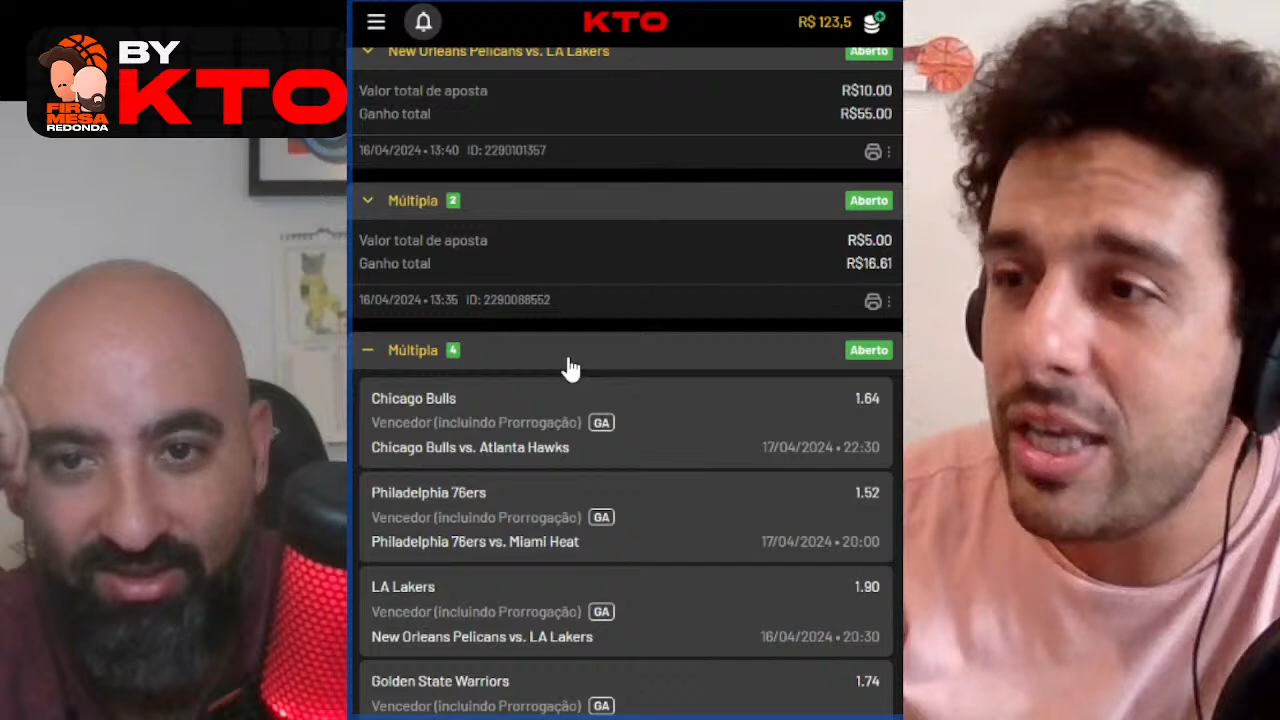 BY
KTO
FIR
MESA
REDONDA
KTO
R$ 123,5
New Orleans Pelicans vs. LA Lakers
Aberto
Valor total de aposta
R$10.00
Ganho total
R$55.00
16/04/2024 • 13:40 ID: 2290101357
Múltipla 2
Aberto
Valor total de aposta
R$5.00
Ganho total
R$16.61
16/04/2024 • 13:35 ID: 2290088552
Múltipla 4
Aberto
Chicago Bulls
1.64
Vencedor (incluindo Prorrogação) GA
Chicago Bulls vs. Atlanta Hawks
17/04/2024 • 22:30
Philadelphia 76ers
1.52
Vencedor (incluindo Prorrogação) GA
Philadelphia 76ers vs. Miami Heat
17/04/2024 • 20:00
LA Lakers
1.90
Vencedor (incluindo Prorrogação) GA
New Orleans Pelicans vs. LA Lakers
16/04/2024 • 20:30
Golden State Warriors
1.74
Vencedor (incluindo Prorrogação) GA